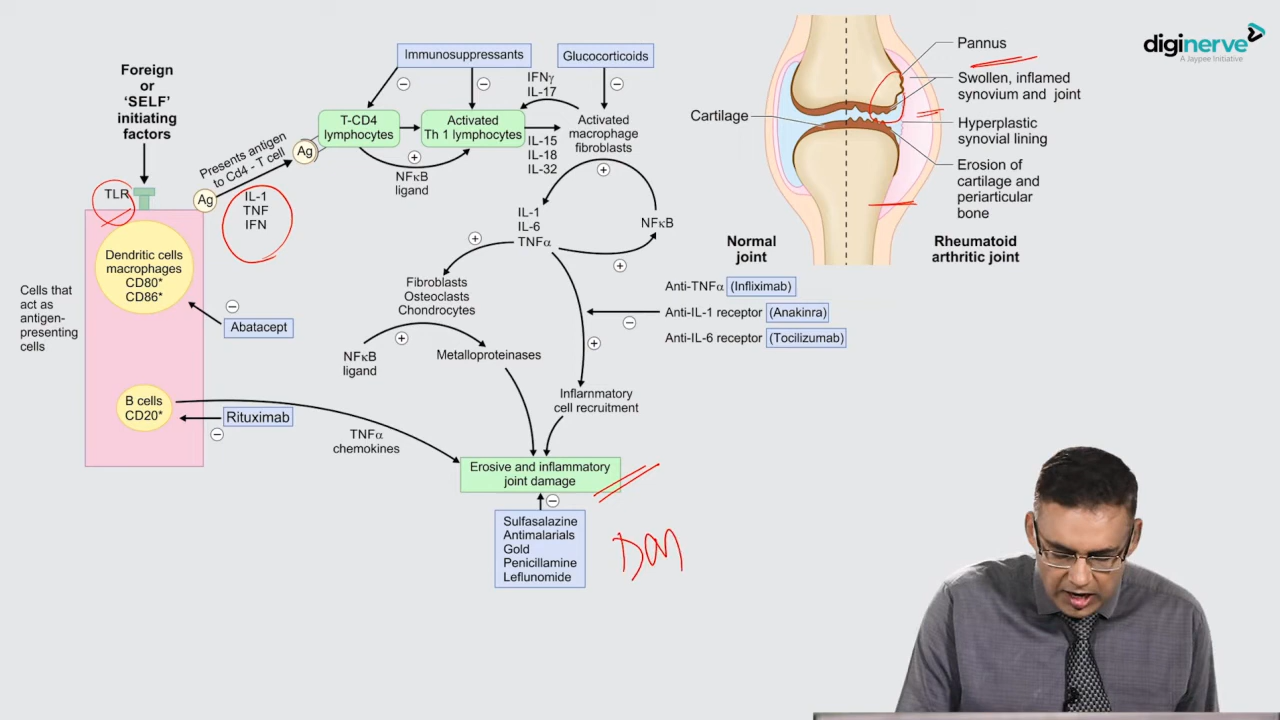 diginerve
A Jaypee Initiative
Foreign
or
‘SELF’
initiating
factors
TLR
Ag
Presents antigen
to Cd4 - T cell
Ag
IL-1
TNF
IFN
Dendritic cells
macrophages
CD80*
CD86*
Cells that
act as
antigen-
presenting
cells
Abatacept
B cells
CD20*
Rituximab
Immunosuppressants
Glucocorticoids
T-CD4
lymphocytes
Activated
Th 1 lymphocytes
NFκB
ligand
IFNγ
IL-17
IL-15
IL-18
IL-32
Activated
macrophage
fibroblasts
IL-1
IL-6
TNFα
NFκB
Fibroblasts
Osteoclasts
Chondrocytes
NFκB
ligand
Metalloproteinases
Inflammatory
cell recruitment
TNFα
chemokines
Erosive and inflammatory
joint damage
Sulfasalazine
Antimalarials
Gold
Penicillamine
Leflunomide
Anti-TNFα (Infliximab)
Anti-IL-1 receptor (Anakinra)
Anti-IL-6 receptor (Tocilizumab)
Cartilage
Pannus
Swollen, inflamed
synovium and joint
Hyperplastic
synovial lining
Erosion of
cartilage and
periarticular
bone
Normal
joint
Rheumatoid
arthritic joint